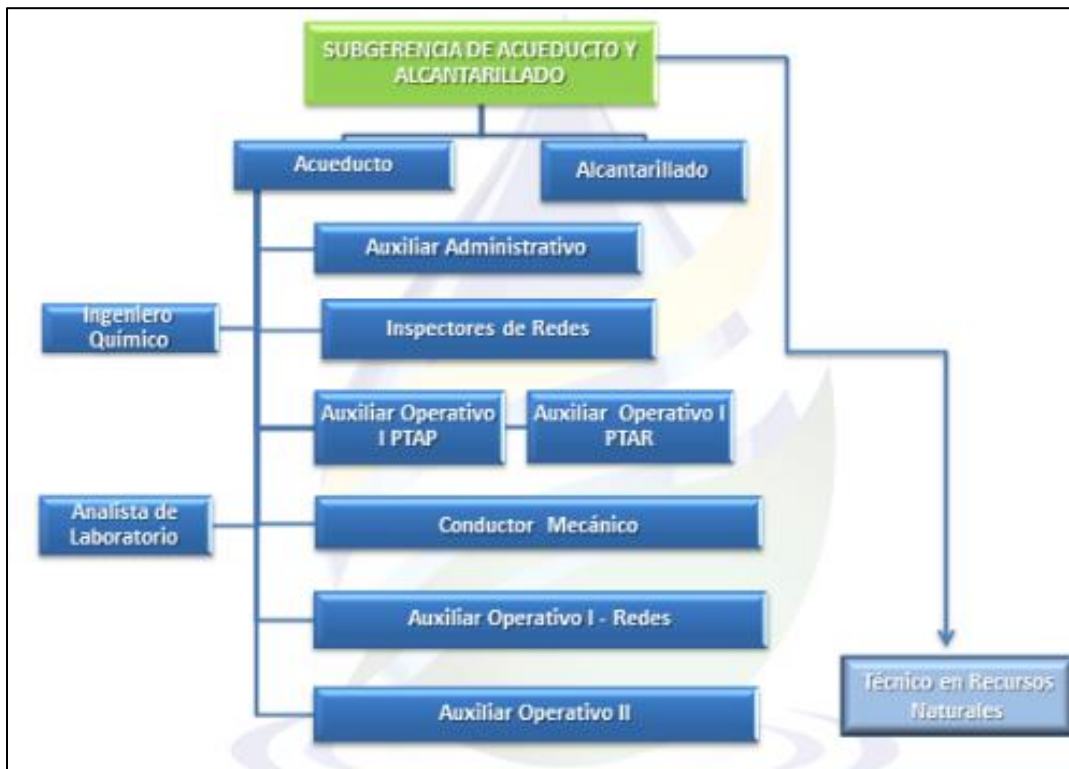 SUBGERENCIA DE ACUEDUCTO Y
ALCANTARILLADO
Acueducto
Alcantarillado
Auxiliar Administrativo
Ingeniero
Químico
Inspectores de Redes
Auxiliar Operativo
I PTAP
Auxiliar Operativo I
PTAR
Analista de
Laboratorio
Conductor Mecánico
Auxiliar Operativo I - Redes
Auxiliar Operativo II
Técnico en Recursos
Naturales